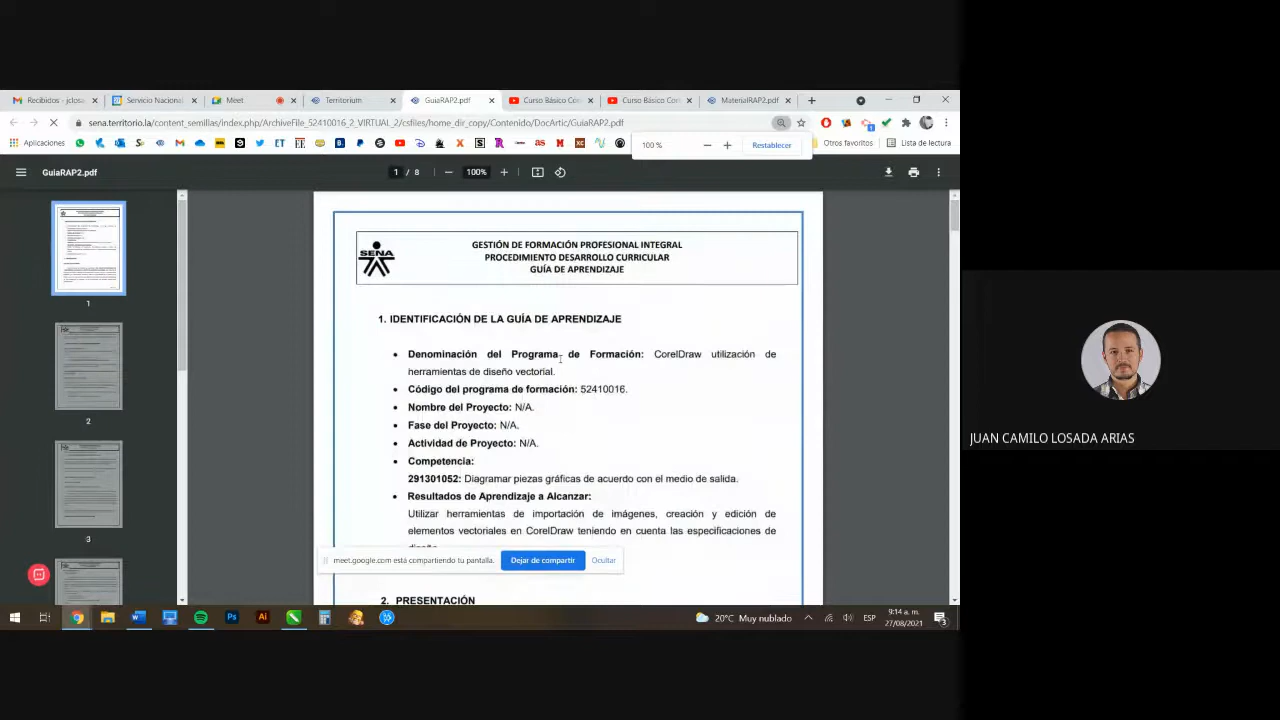 Recibidos - jclosa
Servicio Nacional
Meet
Territorium
GuiaRAP2.pdf
Curso Básico Cor
Curso Básico Cor
MaterialRAP2.pdf
sena.territorio.la/content_semillas/index.php/ArchiveFile_52410016_2_VIRTUAL_2/csfiles/home_dir_copy/Contenido/DocArtic/GuiaRAP2.pdf
Aplicaciones
100 %
Restablecer
Otros favoritos
Lista de lectura
GuiaRAP2.pdf
1 / 8
100%
SENA
GESTIÓN DE FORMACIÓN PROFESIONAL INTEGRAL
PROCEDIMIENTO DESARROLLO CURRICULAR
GUÍA DE APRENDIZAJE
1. IDENTIFICACIÓN DE LA GUÍA DE APRENDIZAJE
• Denominación del Programa de Formación: CorelDraw utilización de
herramientas de diseño vectorial.
• Código del programa de formación: 52410016.
• Nombre del Proyecto: N/A.
• Fase del Proyecto: N/A.
• Actividad de Proyecto: N/A.
• Competencia:
291301052: Diagramar piezas gráficas de acuerdo con el medio de salida.
• Resultados de Aprendizaje a Alcanzar:
Utilizar herramientas de importación de imágenes, creación y edición de
elementos vectoriales en CorelDraw teniendo en cuenta las especificaciones de
meet.google.com está compartiendo tu pantalla.
Dejar de compartir
Ocultar
2. PRESENTACIÓN
1
2
3
20°C Muy nublado
ESP
9:14 a. m.
27/08/2021
3
JUAN CAMILO LOSADA ARIAS